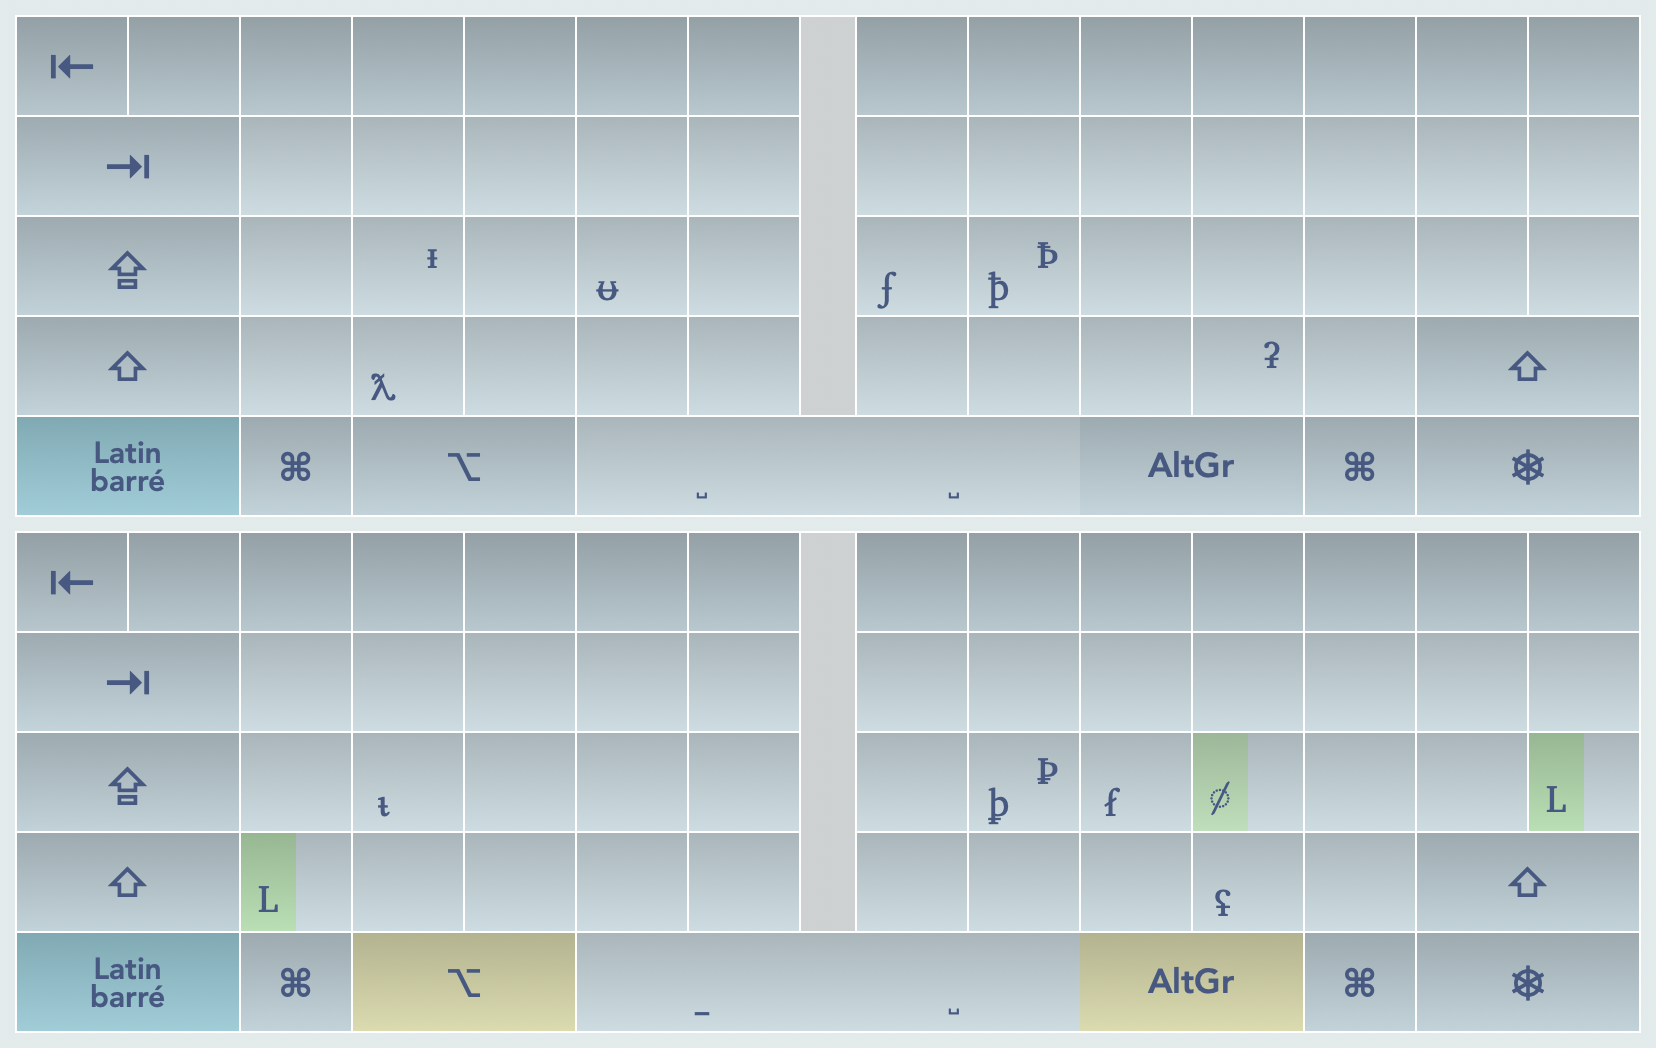 ⇤
⇥
ᵻ ᵿ ʄ ꝥ Ꝥ
ƛ ʡ
Latin ⌘ ⌥ ␣ ␣ AltGr ⌘
barré
⇤
⇥
ꝧ Ꝧ ẜ ̸ L
L ʢ
Latin ⌘ ⌥ – ␣ AltGr ⌘
barré